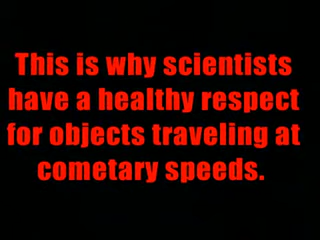 This is why scientists
have a healthy respect
for objects traveling at
cometary speeds.